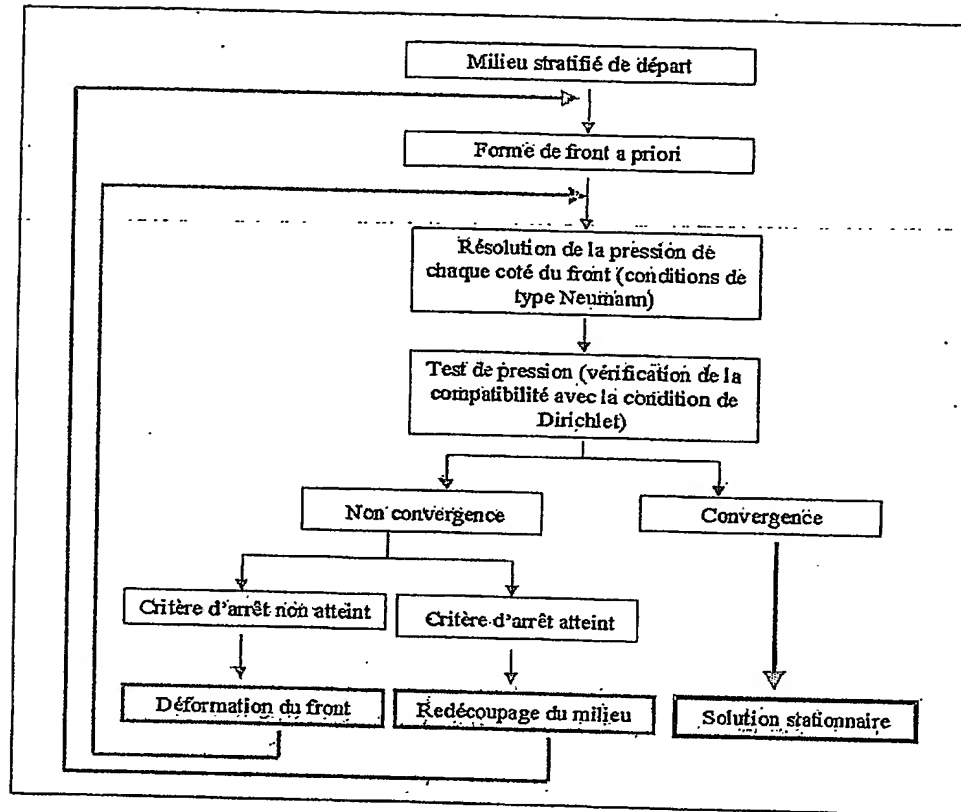 Milieu stratifié de départ
Forme de front a priori
Résolution de la pression de
chaque coté du front (conditions de
type Neumann)
Test de pression (vérification de la
compatibilité avec la condition de
Dirichlet)
Non convergence
Convergence
Critère d'arrêt non atteint
Critère d'arrêt atteint
Déformation du front
Redécoupage du milieu
Solution stationnaire